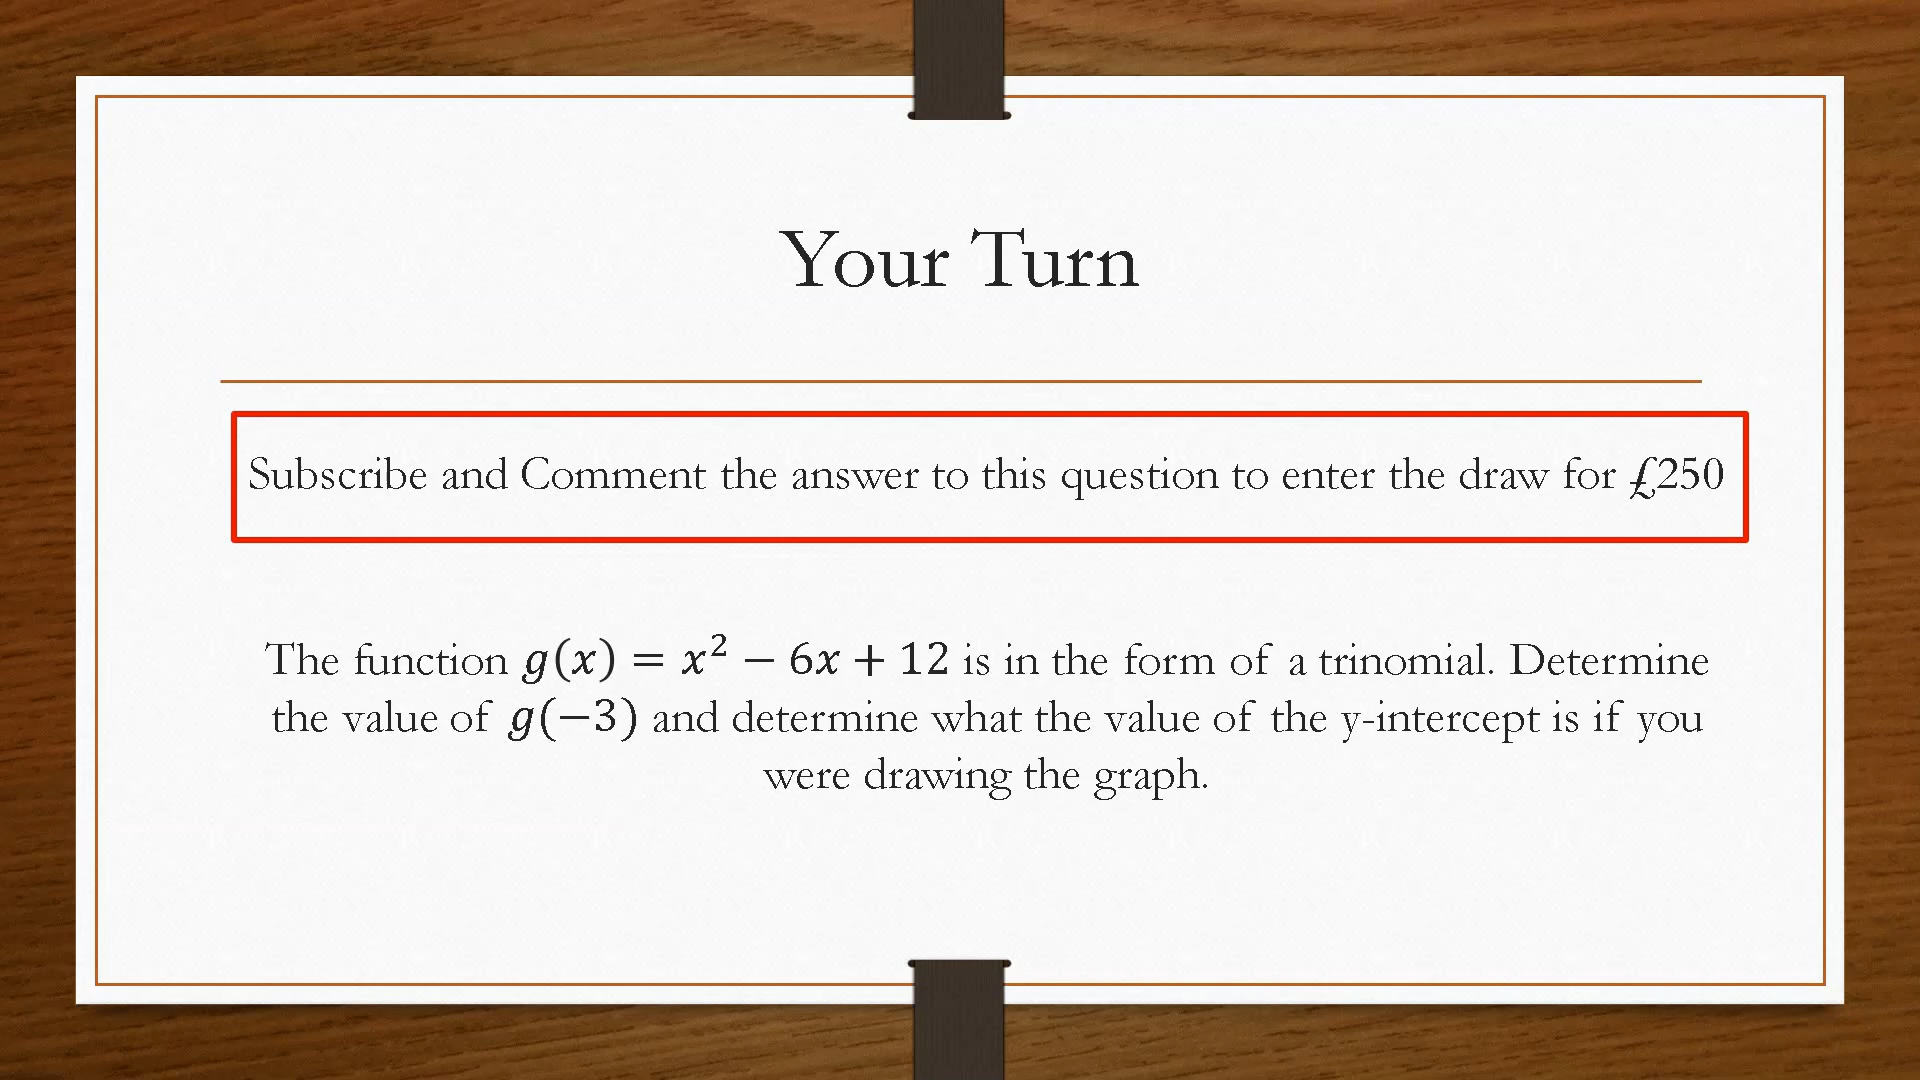 Your Turn
Subscribe and Comment the answer to this question to enter the draw for £250
The function g(x) = x² − 6x + 12 is in the form of a trinomial. Determine
the value of g(−3) and determine what the value of the y-intercept is if you
were drawing the graph.